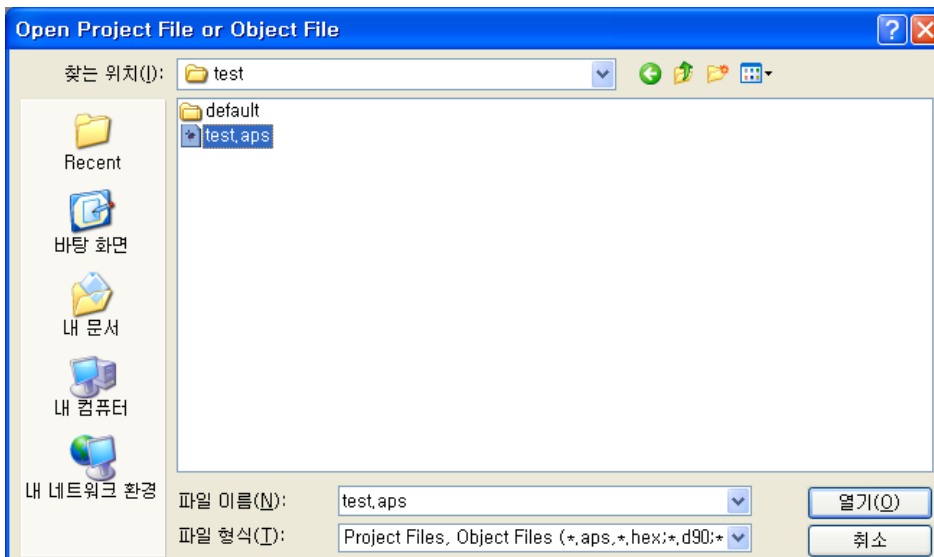 Open Project File or Object File
찾는 위치(I):
test
default
test.aps
Recent
바탕 화면
내 문서
내 컴퓨터
내 네트워크 환경
파일 이름(N):
test.aps
열기(O)
파일 형식(T):
Project Files, Object Files (*.aps,*.hex;*.d90;*
취소